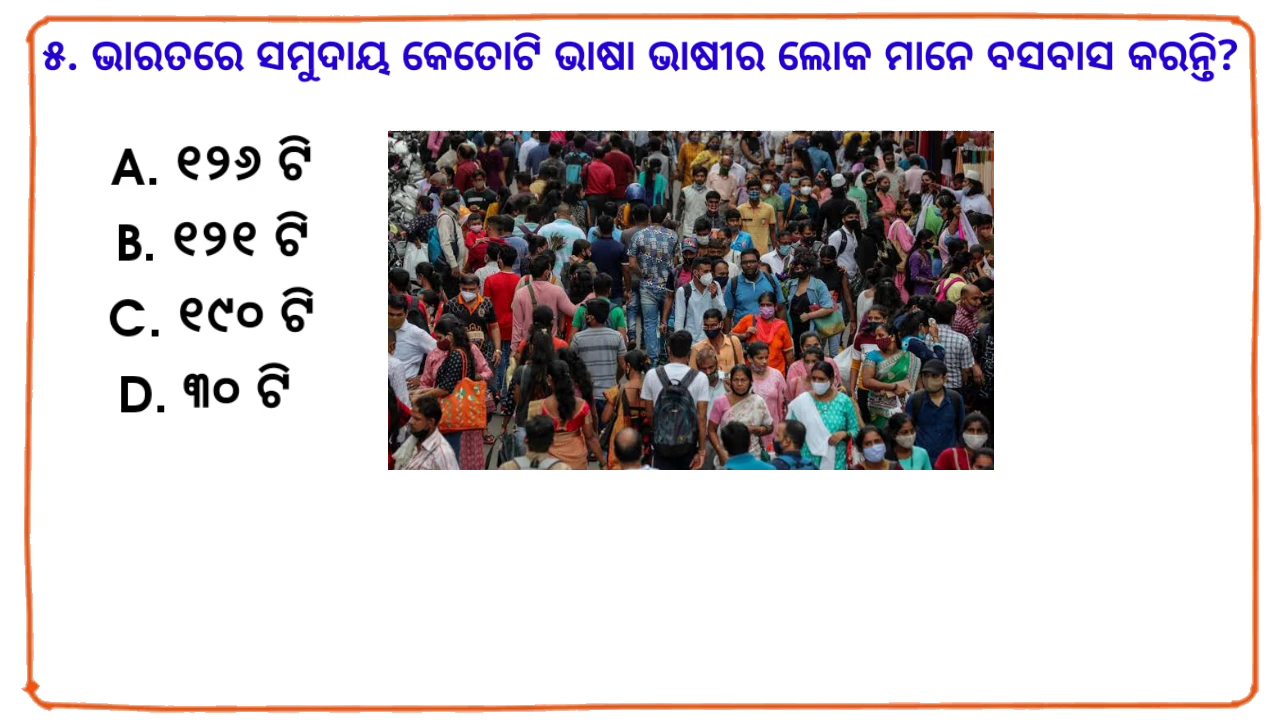 ୫. ଭାରତରେ ସମୁଦାୟ କେତୋଟି ଭାଷା ଭାଷୀର ଲୋକ ମାନେ ବସବାସ କରନ୍ତି?
A. ୧୨୬ ଟି
B. ୧୨୧ ଟି
C. ୧୯୦ ଟି
D. ୩୦ ଟି